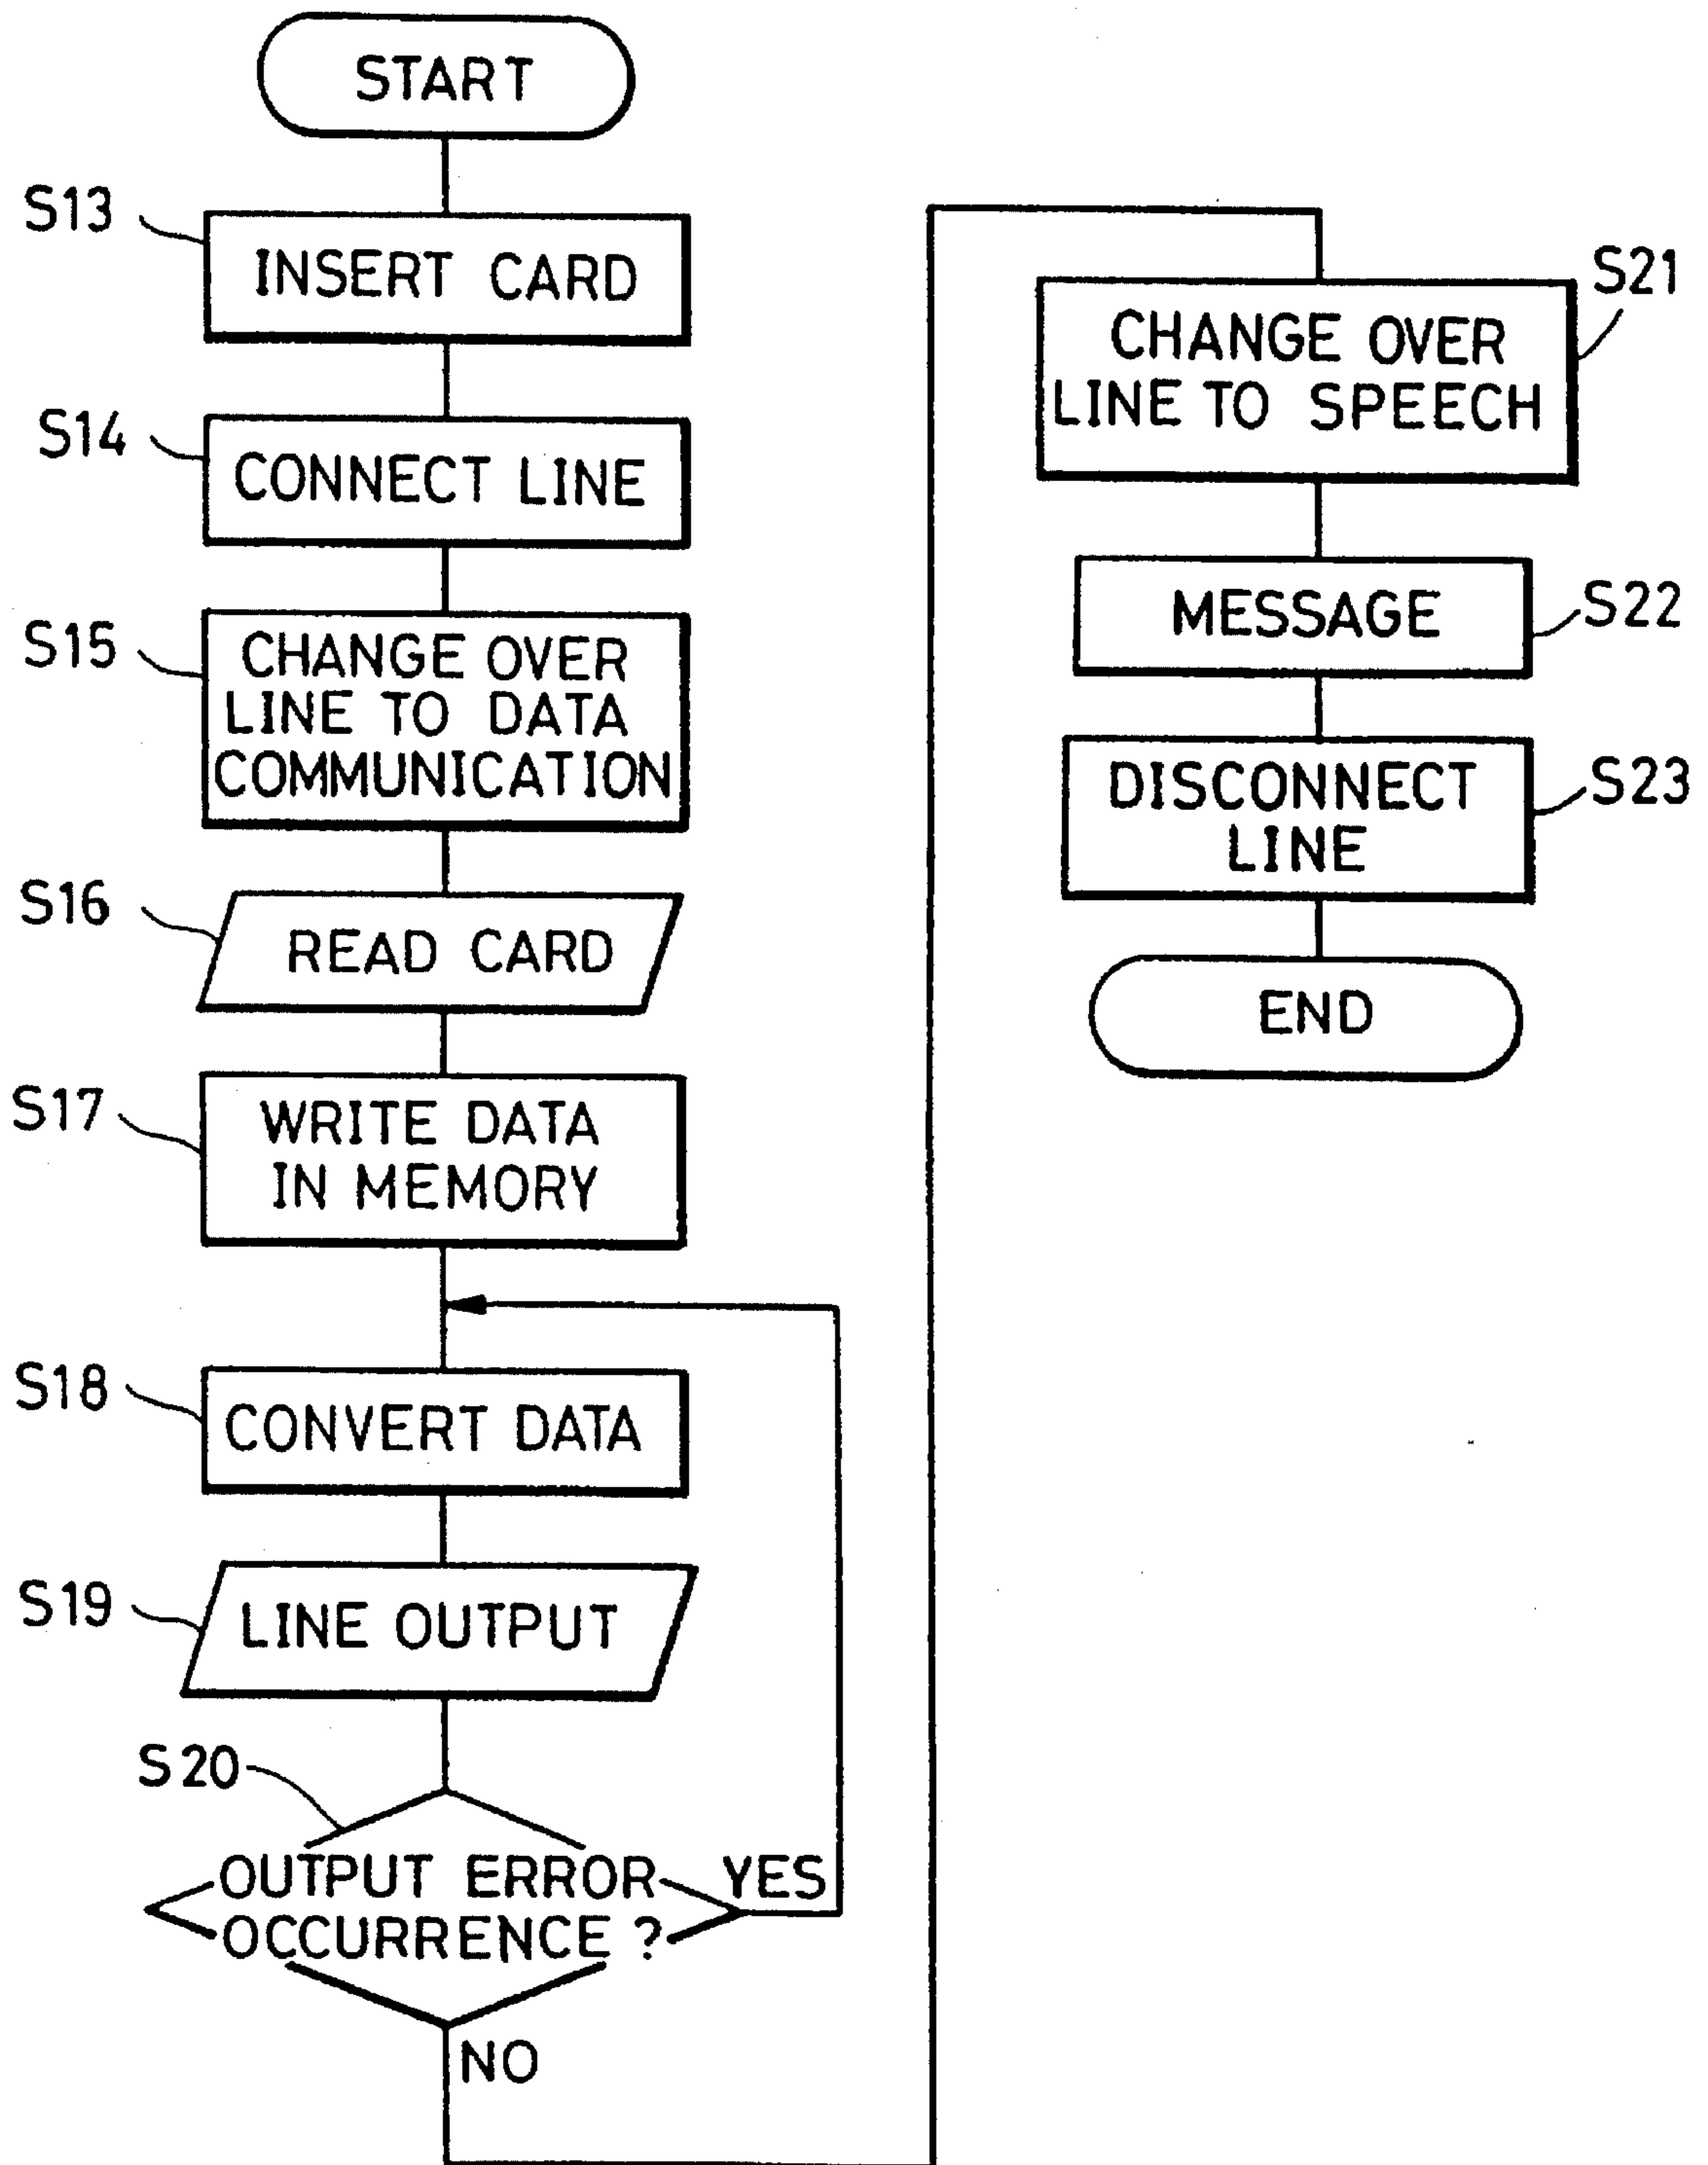 START
S13
INSERT CARD
S14
CONNECT LINE
S15
CHANGE OVER
LINE TO DATA
COMMUNICATION
S16
READ CARD
S17
WRITE DATA
IN MEMORY
S18
CONVERT DATA
S19
LINE OUTPUT
S20
OUTPUT ERROR
OCCURRENCE ?
YES
NO
S21
CHANGE OVER
LINE TO SPEECH
MESSAGE
S22
DISCONNECT
LINE
S23
END